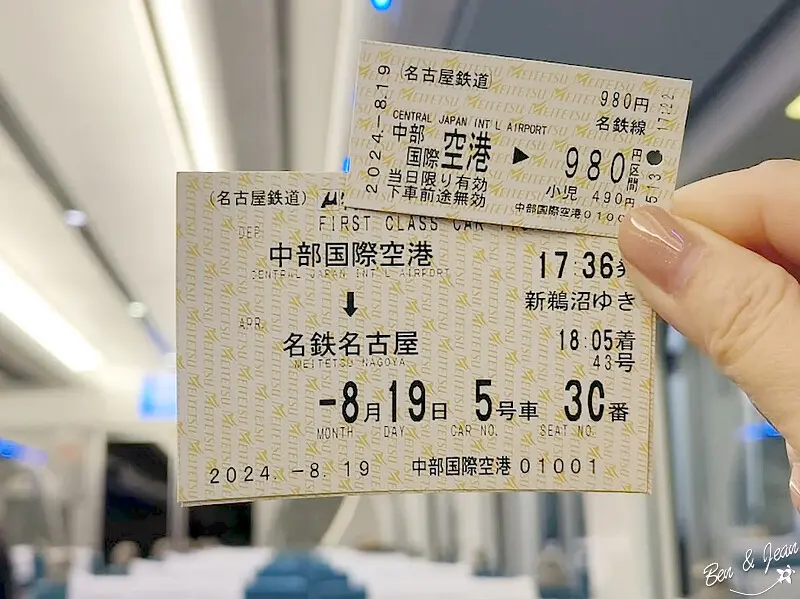 (名古屋鉄道)
980円
2024.-8.19
CENTRAL JAPAN INT'L AIRPORT
名鉄線
中部国際空港 ▶ 980円区間
当日限り有効
小児 490円
下車前途無効
中部国際空港0100
(名古屋鉄道) μ
FIRST CLASS CAR
DEP.
中部国際空港
17:36発
CENTRAL JAPAN INT'L AIRPORT
新鵜沼ゆき
⬇
ARR.
名鉄名古屋
18:05着
MEITETSU NAGOYA
43号
-8月19日 5号車 3C番
MONTH DAY CAR NO. SEAT NO.
2024.-8.19 中部国際空港01001
Ben & Jean